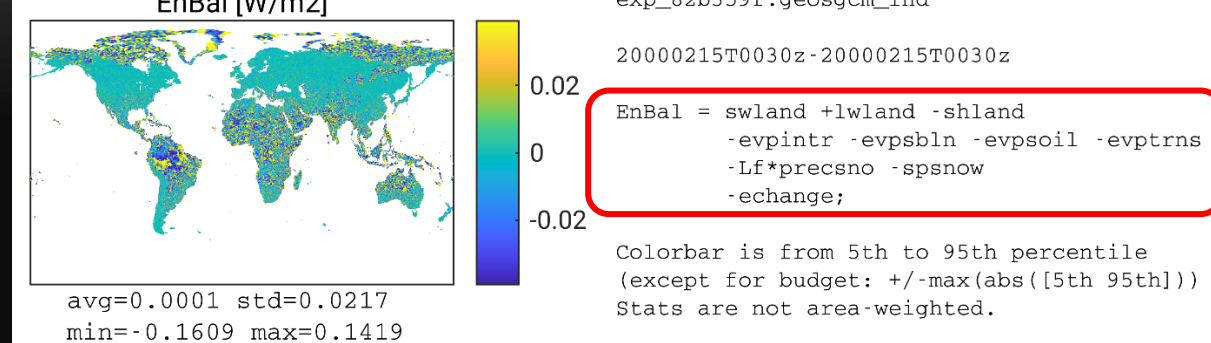 EnBal [W/m2]
0.02
0
-0.02
avg=0.0001 std=0.0217
min=-0.1609 max=0.1419
20000215T0030z-20000215T0030z
EnBal = swland +lwland -shland
-evpintr -evpsbln -evpsoil -evptrns
-Lf*precsno -spsnow
-echange;
Colorbar is from 5th to 95th percentile
(except for budget: +/-max(abs([5th 95th]))
Stats are not area-weighted.